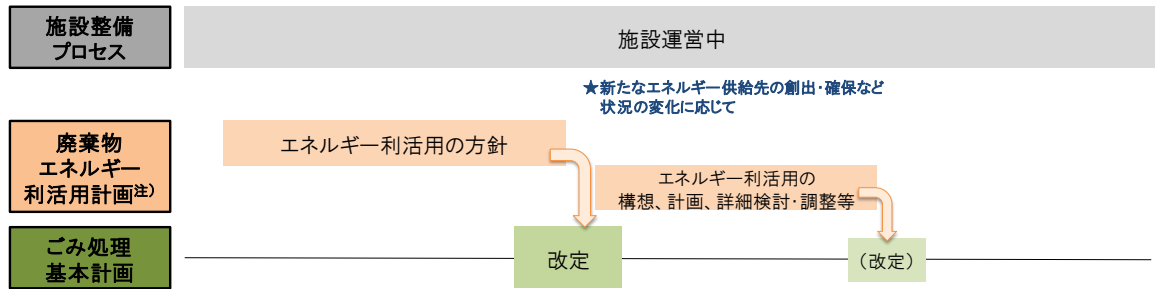 施設整備
プロセス
施設運営中
★新たなエネルギー供給先の創出・確保など
状況の変化に応じて
廃棄物
エネルギー
利活用計画注)
エネルギー利活用の方針
エネルギー利活用の
構想、計画、詳細検討・調整等
ごみ処理
基本計画
改定
（改定）